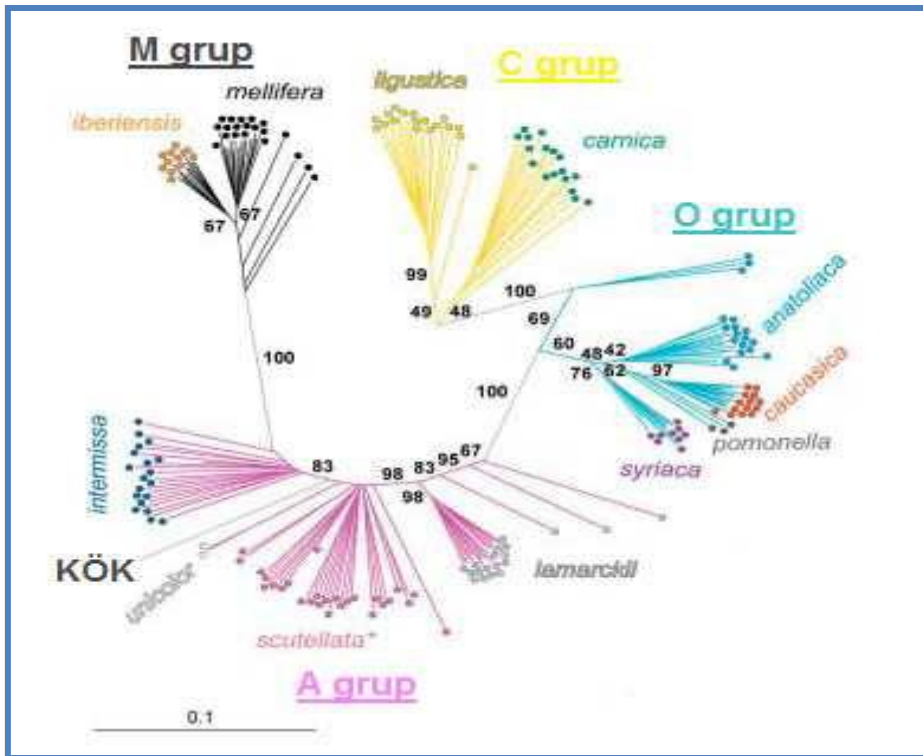 M grup
mellifera
iberiensis
ligustica
C grup
carnica
67
67
O grup
99
100
49
48
69
anatoliaca
60
48
42
76
62
97
caucasica
100
100
pomonella
syriaca
intermissa
83
98
83
95
67
98
KÖK
unicolor*
lamarckii
scutellata*
A grup
0.1